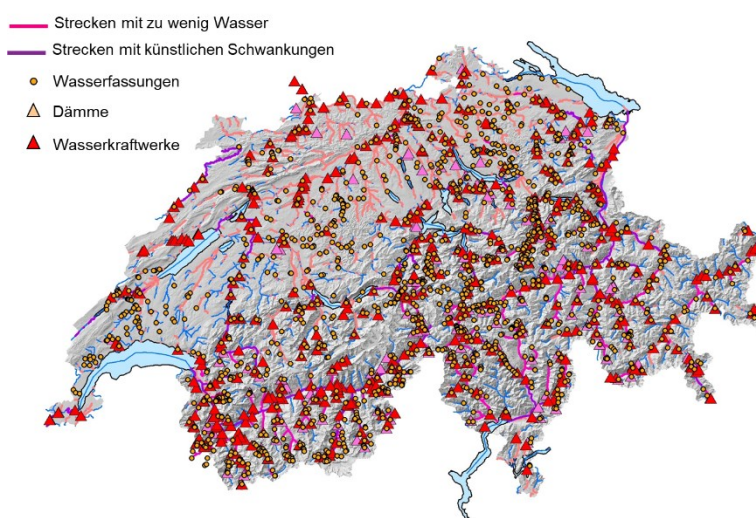 Strecken mit zu wenig Wasser
Strecken mit künstlichen Schwankungen
Wasserfassungen
Dämme
Wasserkraftwerke